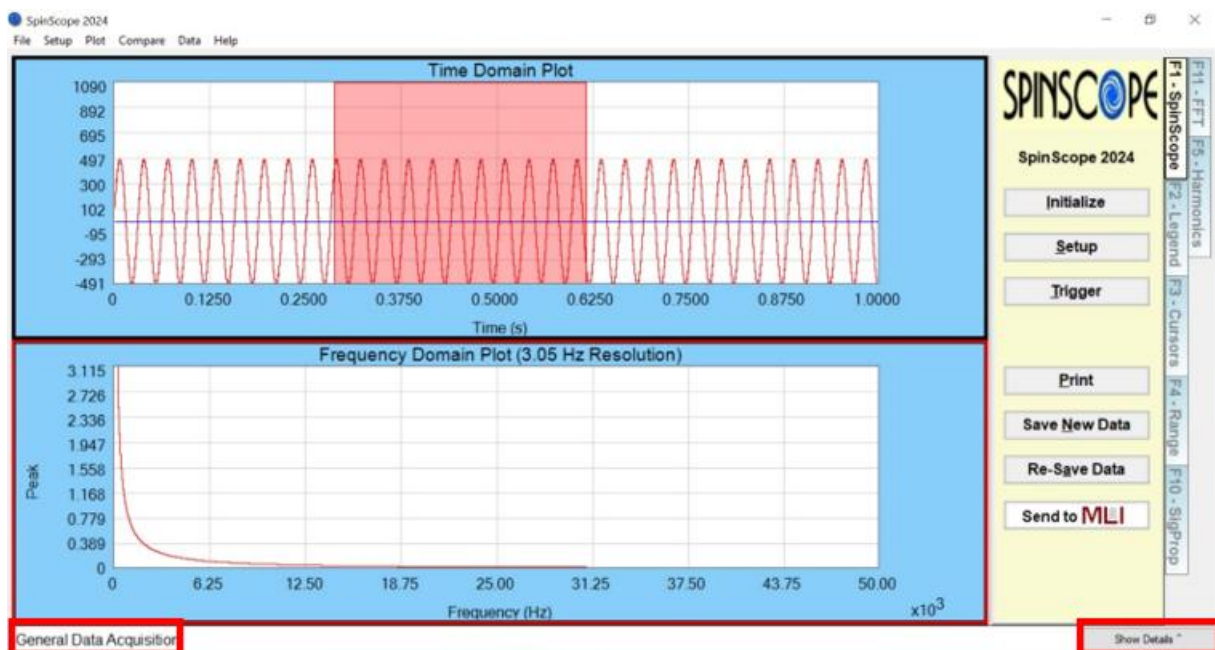 SpinScope 2024
File Setup Plot Compare Data Help
Time Domain Plot
1090
892
695
497
300
102
-95
-293
-491
0 0.1250 0.2500 0.3750 0.5000 0.6250 0.7500 0.8750 1.0000
Time (s)
Frequency Domain Plot (3.05 Hz Resolution)
Peak
3.115
2.726
2.336
1.947
1.558
1.168
0.779
0.389
0
0 6.25 12.50 18.75 25.00 31.25 37.50 43.75 50.00
Frequency (Hz) x10³
SPINSCOPE
SpinScope 2024
Initialize
Setup
Trigger
Print
Save New Data
Re-Save Data
Send to MLI
F1 - SpinScope
F2 - Legend
F3 - Cursors
F4 - Range
F10 - SigProp
F11 - FFT
F5 - Harmonics
General Data Acquisition
Show Details ^